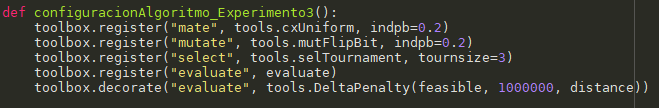 def configuracionAlgoritmo_Experimento3():
    toolbox.register("mate", tools.cxUniform, indpb=0.2)
    toolbox.register("mutate", tools.mutFlipBit, indpb=0.2)
    toolbox.register("select", tools.selTournament, tournsize=3)
    toolbox.register("evaluate", evaluate)
    toolbox.decorate("evaluate", tools.DeltaPenalty(feasible, 1000000, distance))